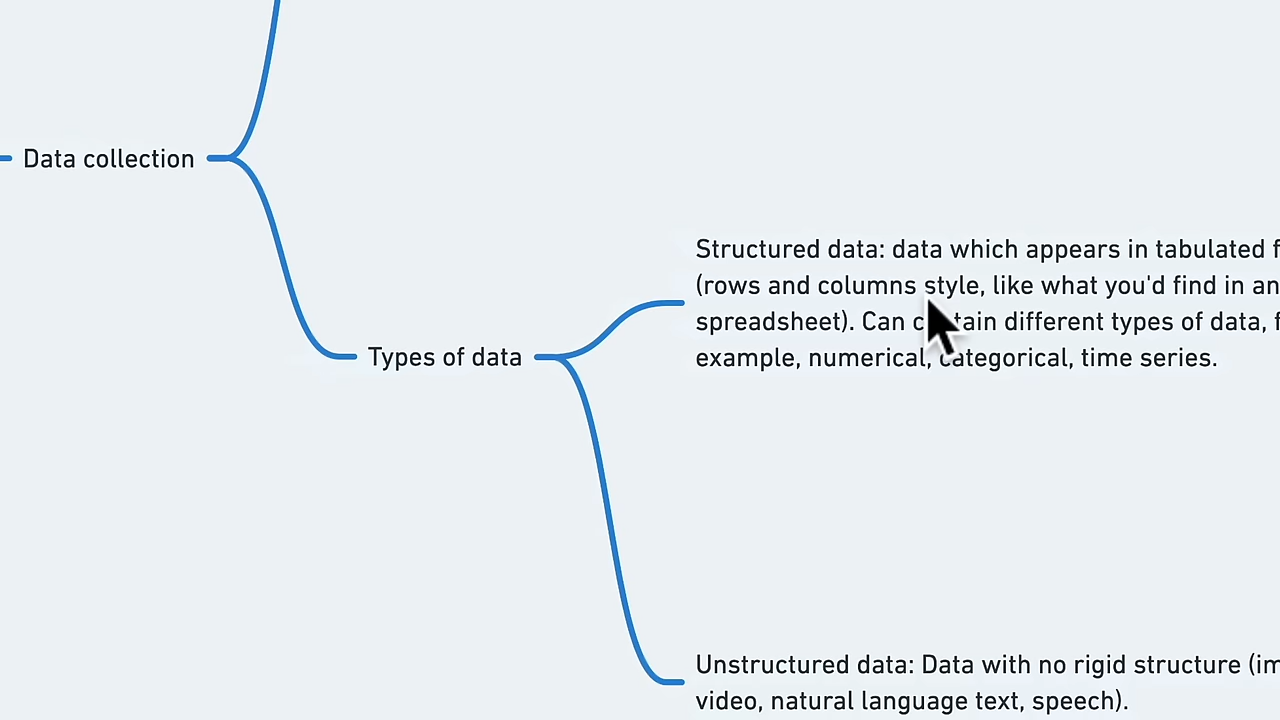 Data collection
Structured data: data which appears in tabulated
(rows and columns style, like what you'd find in an
spreadsheet). Can contain different types of data,
example, numerical, categorical, time series.
Types of data
Unstructured data: Data with no rigid structure
video, natural language text, speech).